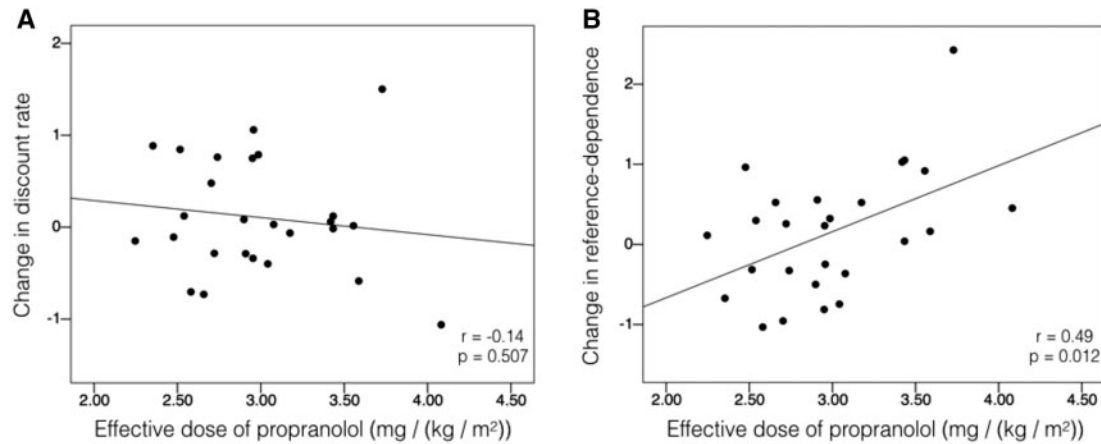 A
Change in discount rate
2
1
0
-1
r = -0.14
p = 0.507
2.00 2.50 3.00 3.50 4.00 4.50
Effective dose of propranolol (mg / (kg / m²))
B
Change in reference-dependence
2
1
0
-1
r = 0.49
p = 0.012
2.00 2.50 3.00 3.50 4.00 4.50
Effective dose of propranolol (mg / (kg / m²))